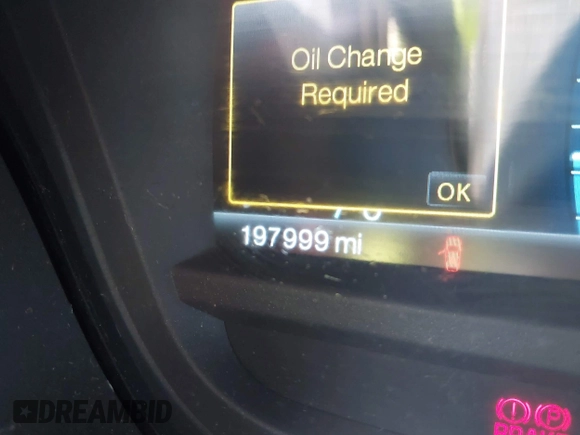 Oil Change
Required
OK
197999 mi
DREAMBID